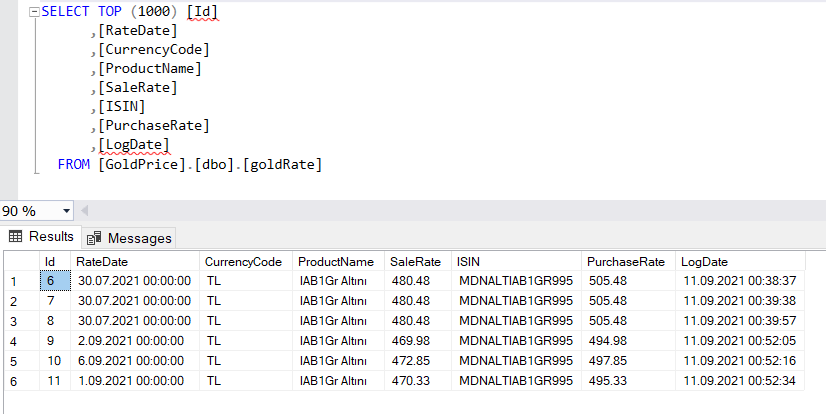 SELECT TOP (1000) [Id]
,[RateDate]
,[CurrencyCode]
,[ProductName]
,[SaleRate]
,[ISIN]
,[PurchaseRate]
,[LogDate]
FROM [GoldPrice].[dbo].[goldRate]
90 %
Results Messages
Id RateDate CurrencyCode ProductName SaleRate ISIN PurchaseRate LogDate
1 6 30.07.2021 00:00:00 TL IAB1Gr Altını 480.48 MDNALTIAB1GR995 505.48 11.09.2021 00:38:37
2 7 30.07.2021 00:00:00 TL IAB1Gr Altını 480.48 MDNALTIAB1GR995 505.48 11.09.2021 00:39:38
3 8 30.07.2021 00:00:00 TL IAB1Gr Altını 480.48 MDNALTIAB1GR995 505.48 11.09.2021 00:39:57
4 9 2.09.2021 00:00:00 TL IAB1Gr Altını 469.98 MDNALTIAB1GR995 494.98 11.09.2021 00:52:05
5 10 6.09.2021 00:00:00 TL IAB1Gr Altını 472.85 MDNALTIAB1GR995 497.85 11.09.2021 00:52:16
6 11 1.09.2021 00:00:00 TL IAB1Gr Altını 470.33 MDNALTIAB1GR995 495.33 11.09.2021 00:52:34